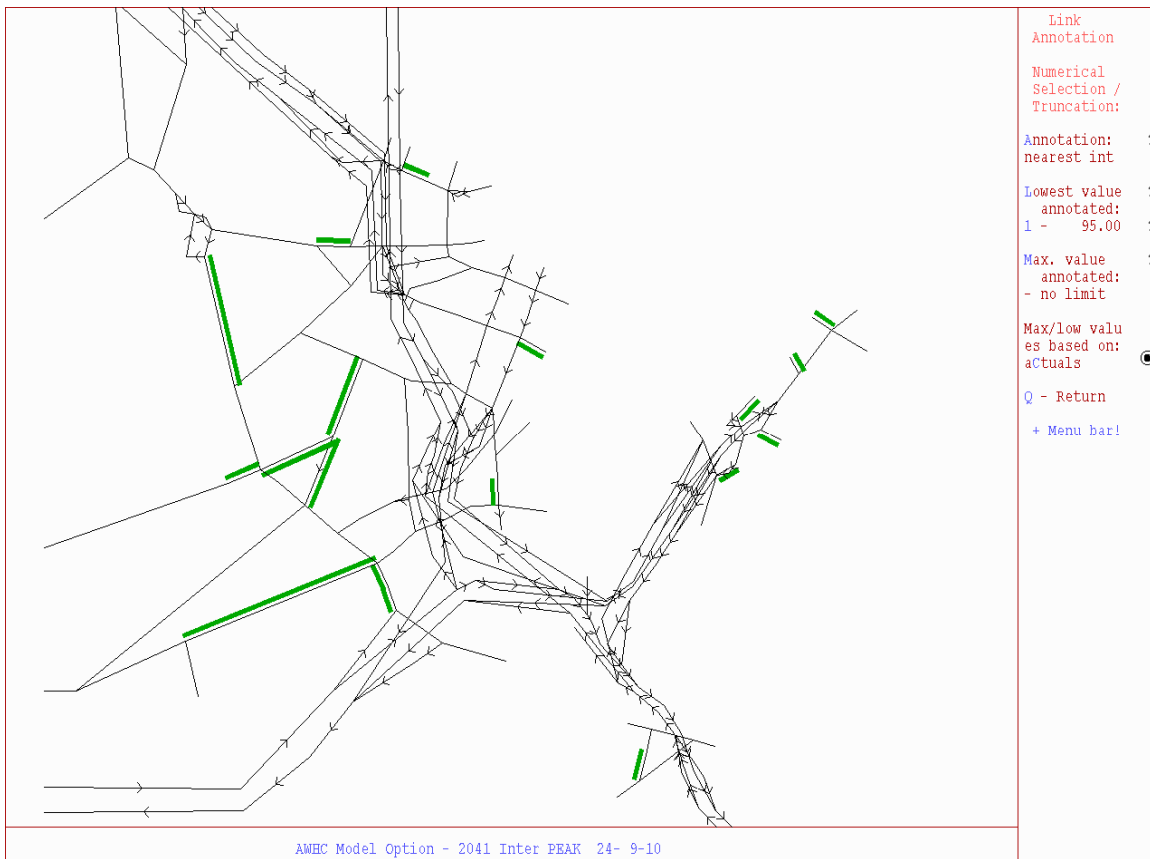 Link
Annotation
Numerical
Selection /
Truncation:
Annotation: ?
nearest int
Lowest value ?
annotated:
1 - 95.00 ?
Max. value ?
annotated:
- no limit
Max/low valu
es based on:
aCtuals
Q - Return
+ Menu bar!
AWHC Model Option - 2041 Inter PEAK 24- 9-10